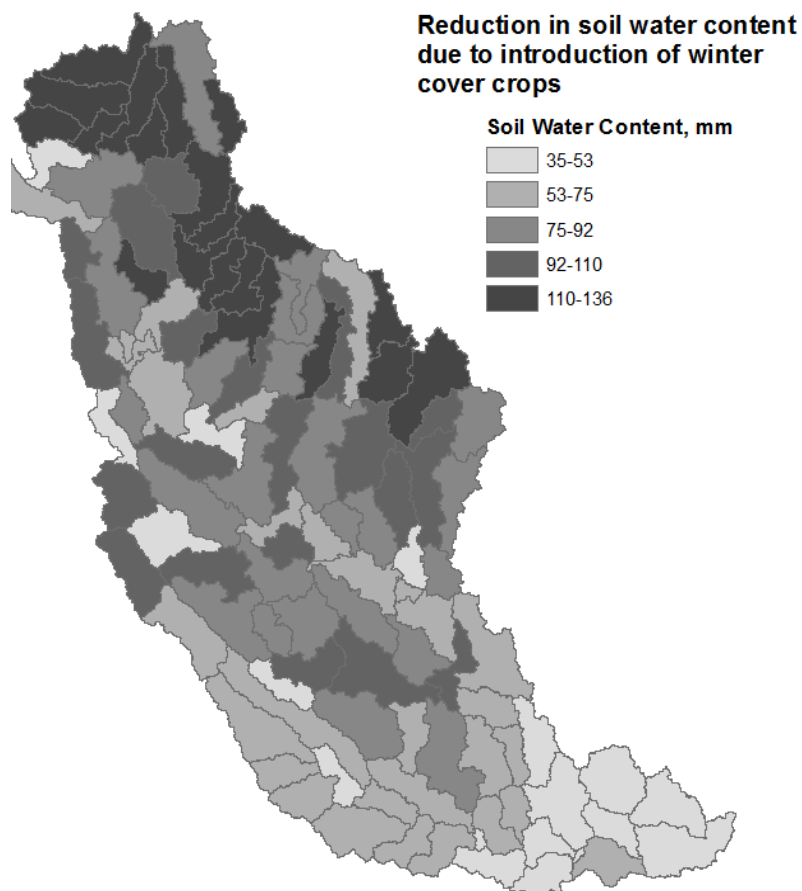 Reduction in soil water content
due to introduction of winter
cover crops
Soil Water Content, mm
35-53
53-75
75-92
92-110
110-136